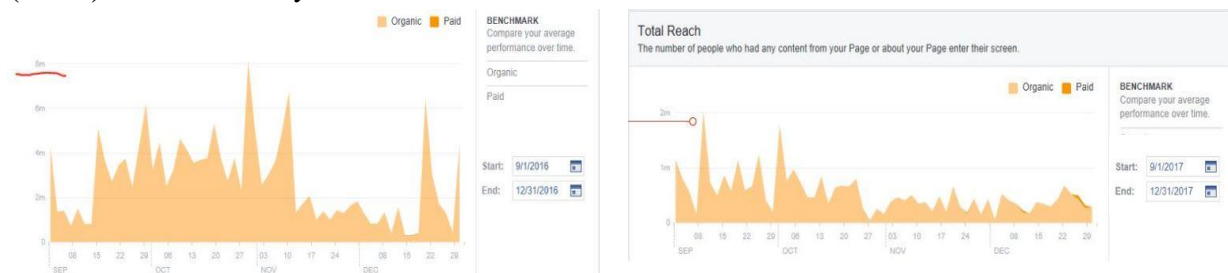 Organic Paid
BENCHMARK
Compare your average
performance over time.
Organic
Paid
Start: 9/1/2016
End: 12/31/2016
8m
6m
4m
2m
0
08 15 22 29 06 13 20 27 03 10 17 24 08 15 22 29
SEP OCT NOV DEC
Total Reach
The number of people who had any content from your Page or about your Page enter their screen.
Organic Paid
BENCHMARK
Compare your average
performance over time.
Start: 9/1/2017
End: 12/31/2017
2m
1m
0
08 15 22 29 06 13 20 27 03 10 17 24 08 15 22 29
SEP OCT NOV DEC